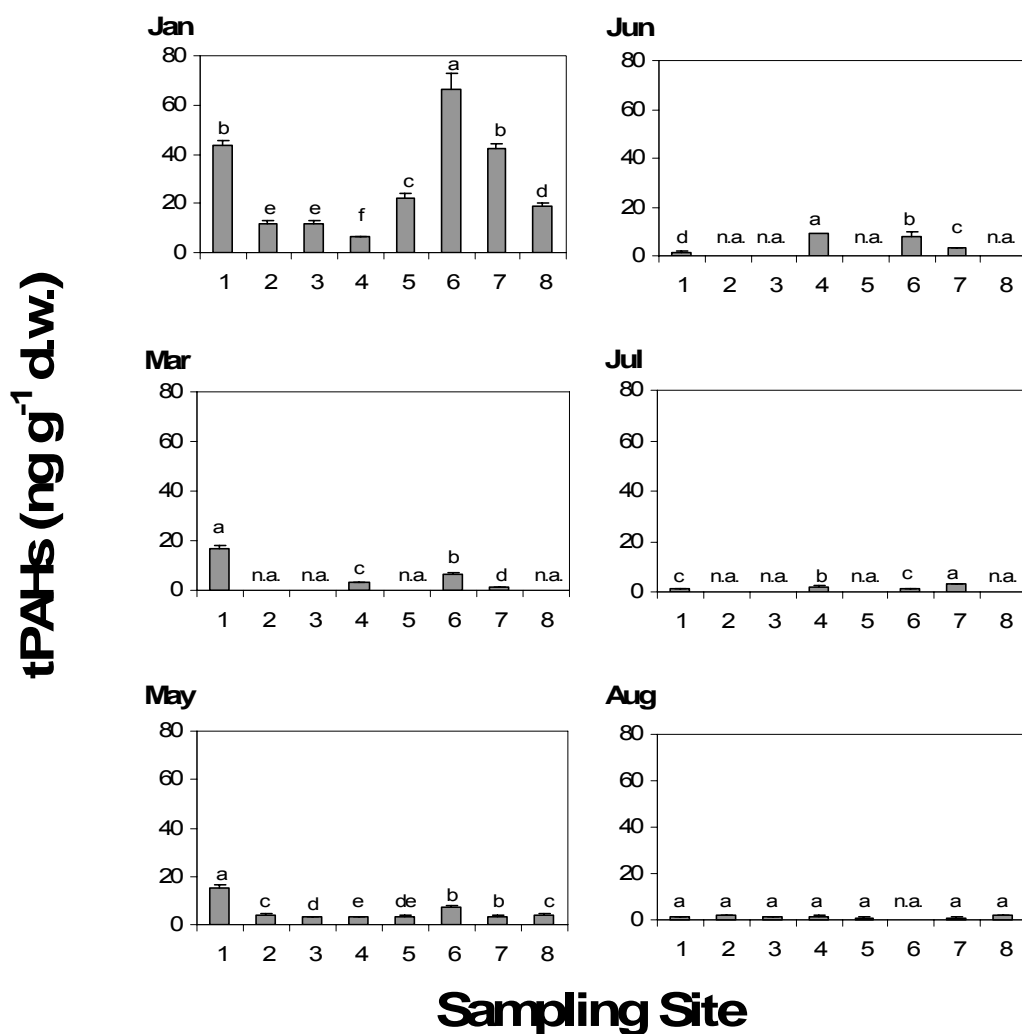 tPAHs (ng g⁻¹ d.w.)
Jan
80
60
40
20
0
b e e f c a b d
1 2 3 4 5 6 7 8
Jun
80
60
40
20
0
d n.a. n.a. a n.a. b c n.a.
1 2 3 4 5 6 7 8
Mar
80
60
40
20
0
a n.a. n.a. c n.a. b d n.a.
1 2 3 4 5 6 7 8
Jul
80
60
40
20
0
c n.a. n.a. b n.a. c a n.a.
1 2 3 4 5 6 7 8
May
80
60
40
20
0
a c d e de b b c
1 2 3 4 5 6 7 8
Aug
80
60
40
20
0
a a a a a n.a. a a
1 2 3 4 5 6 7 8
Sampling Site